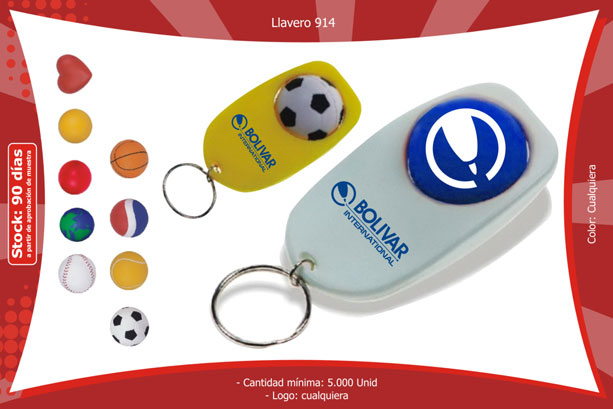 Llavero 914
Stock: 90 días
a partir de aprobación de muestra
BOLIVAR
INTERNATIONAL
BOLIVAR
INTERNATIONAL
Color: Cualquiera
- Cantidad mínima: 5.000 Unid
- Logo: cualquiera